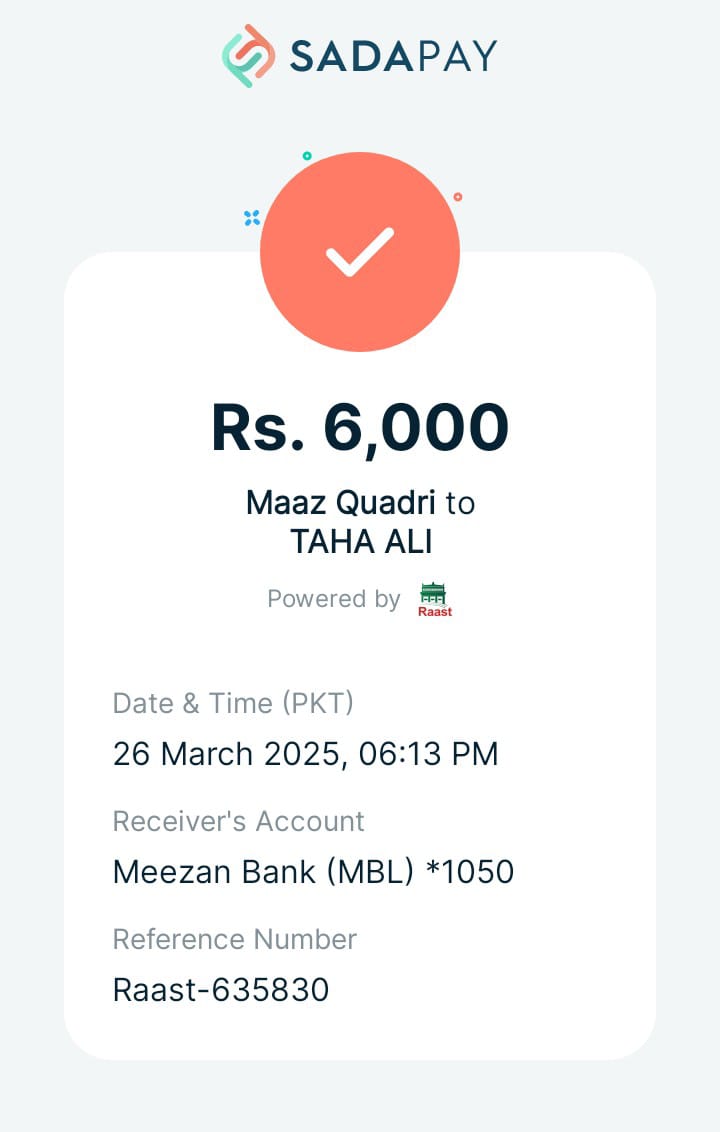 SADAPAY
Rs. 6,000
Maaz Quadri to
TAHA ALI
Powered by Raast
Date & Time (PKT)
26 March 2025, 06:13 PM
Receiver's Account
Meezan Bank (MBL) *1050
Reference Number
Raast-635830